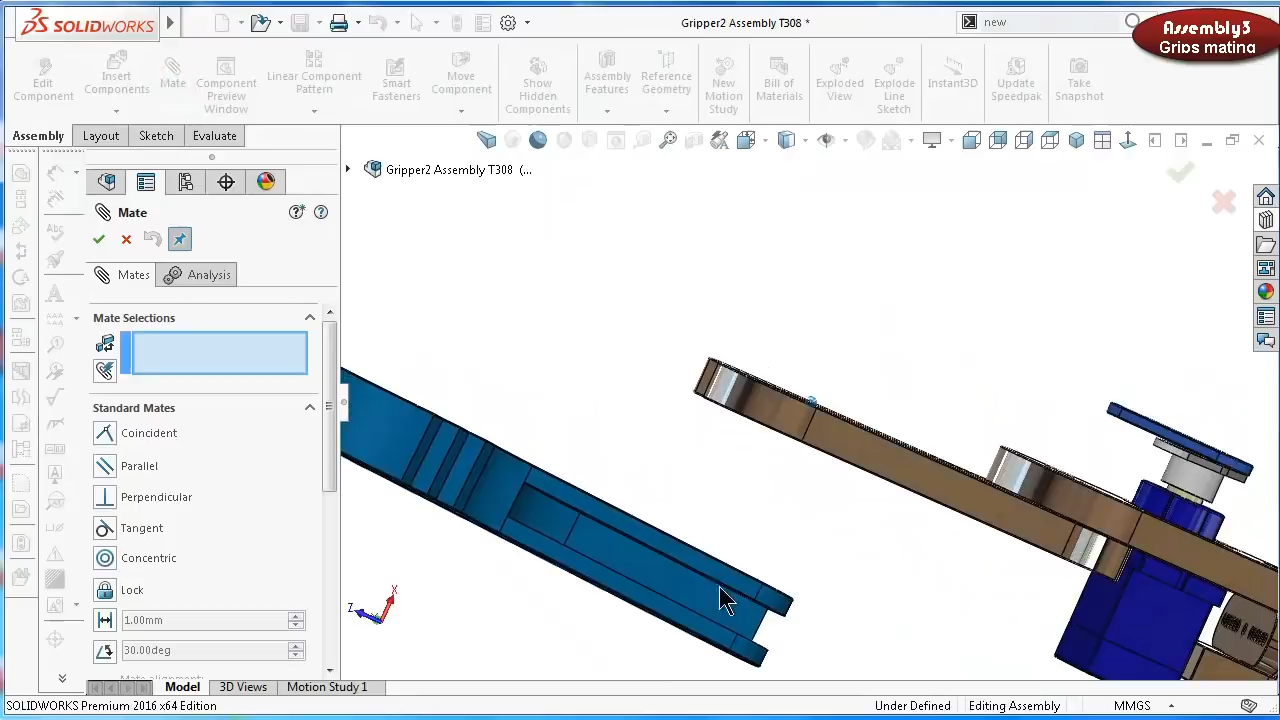 SOLIDWORKS
Gripper2 Assembly T308 *
new
Assembly3
Grips matina
Edit Component
Insert Components
Mate
Component Preview Window
Linear Component Pattern
Smart Fasteners
Move Component
Show Hidden Components
Assembly Features
Reference Geometry
New Motion Study
Bill of Materials
Exploded View
Explode Line Sketch
Instant3D
Update Speedpak
Take Snapshot
Assembly
Layout
Sketch
Evaluate
Gripper2 Assembly T308 (...
Mate
Mates
Analysis
Mate Selections
Standard Mates
Coincident
Parallel
Perpendicular
Tangent
Concentric
Lock
1.00mm
30.00deg
X
Z
Model
3D Views
Motion Study 1
SOLIDWORKS Premium 2016 x64 Edition
Under Defined
Editing Assembly
MMGS